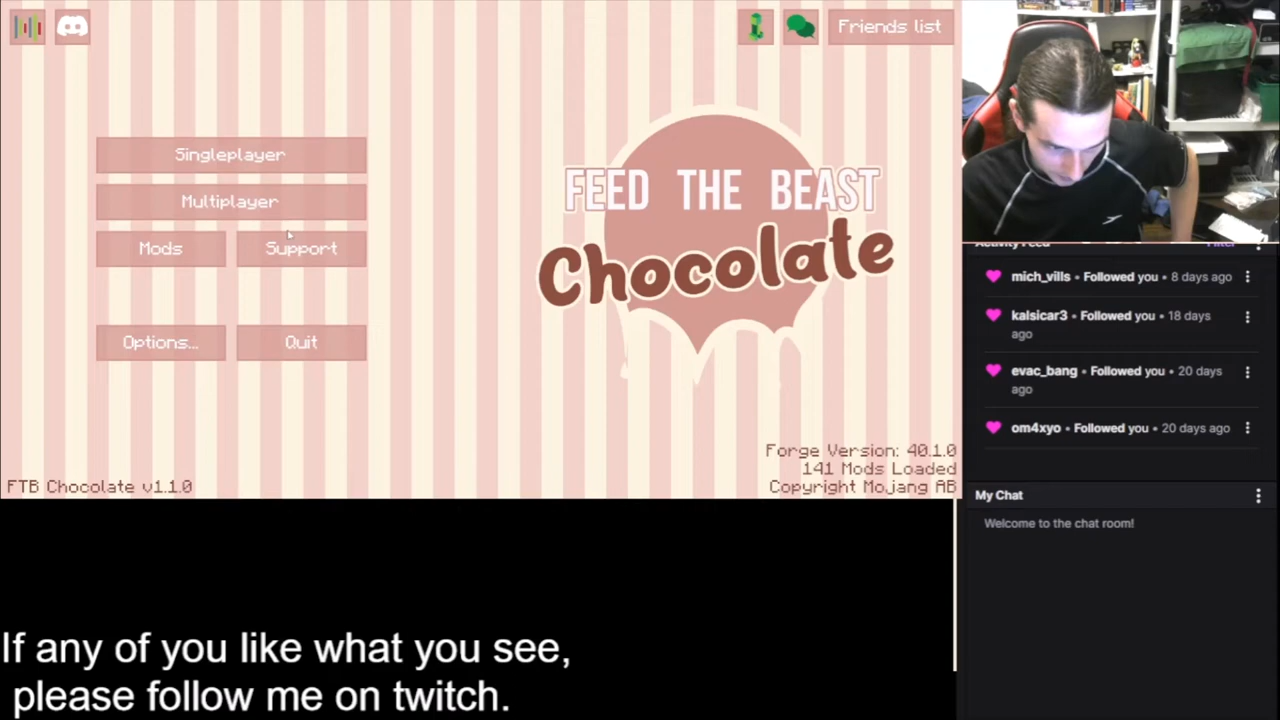 Friends list
Singleplayer
Multiplayer
Mods
Support
Options...
Quit
FEED THE BEAST
Chocolate
Forge Version: 40.1.0
141 Mods Loaded
Copyright Mojang AB
FTB Chocolate v1.1.0
Activity Feed
Filter
mich_vills • Followed you • 8 days ago
kalsicar3 • Followed you • 18 days
ago
evac_bang • Followed you • 20 days
ago
om4xyo • Followed you • 20 days ago
My Chat
Welcome to the chat room!
If any of you like what you see,
please follow me on twitch.